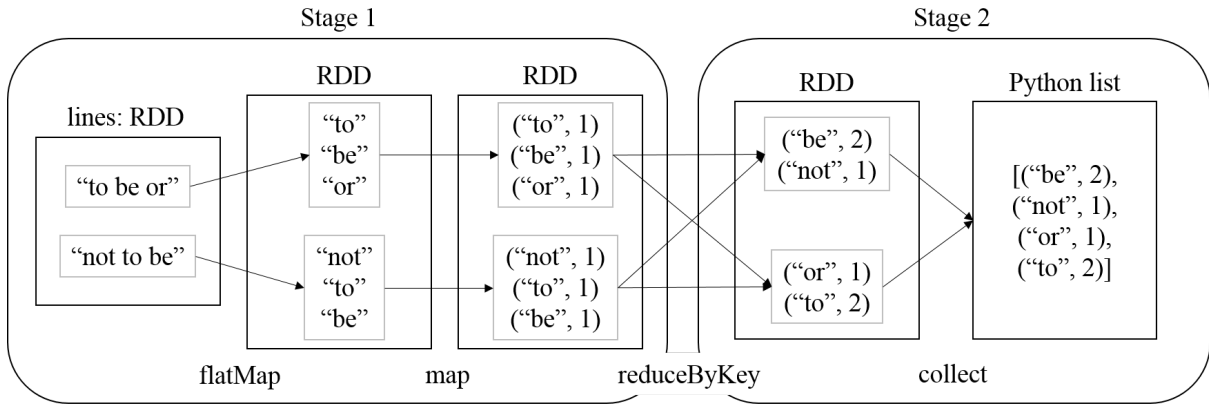 Stage 1
Stage 2
lines: RDD
“to be or”
“not to be”
RDD
“to”
“be”
“or”
“not”
“to”
“be”
RDD
(“to”, 1)
(“be”, 1)
(“or”, 1)
(“not”, 1)
(“to”, 1)
(“be”, 1)
RDD
(“be”, 2)
(“not”, 1)
(“or”, 1)
(“to”, 2)
Python list
[(“be”, 2),
(“not”, 1),
(“or”, 1),
(“to”, 2)]
flatMap
map
reduceByKey
collect